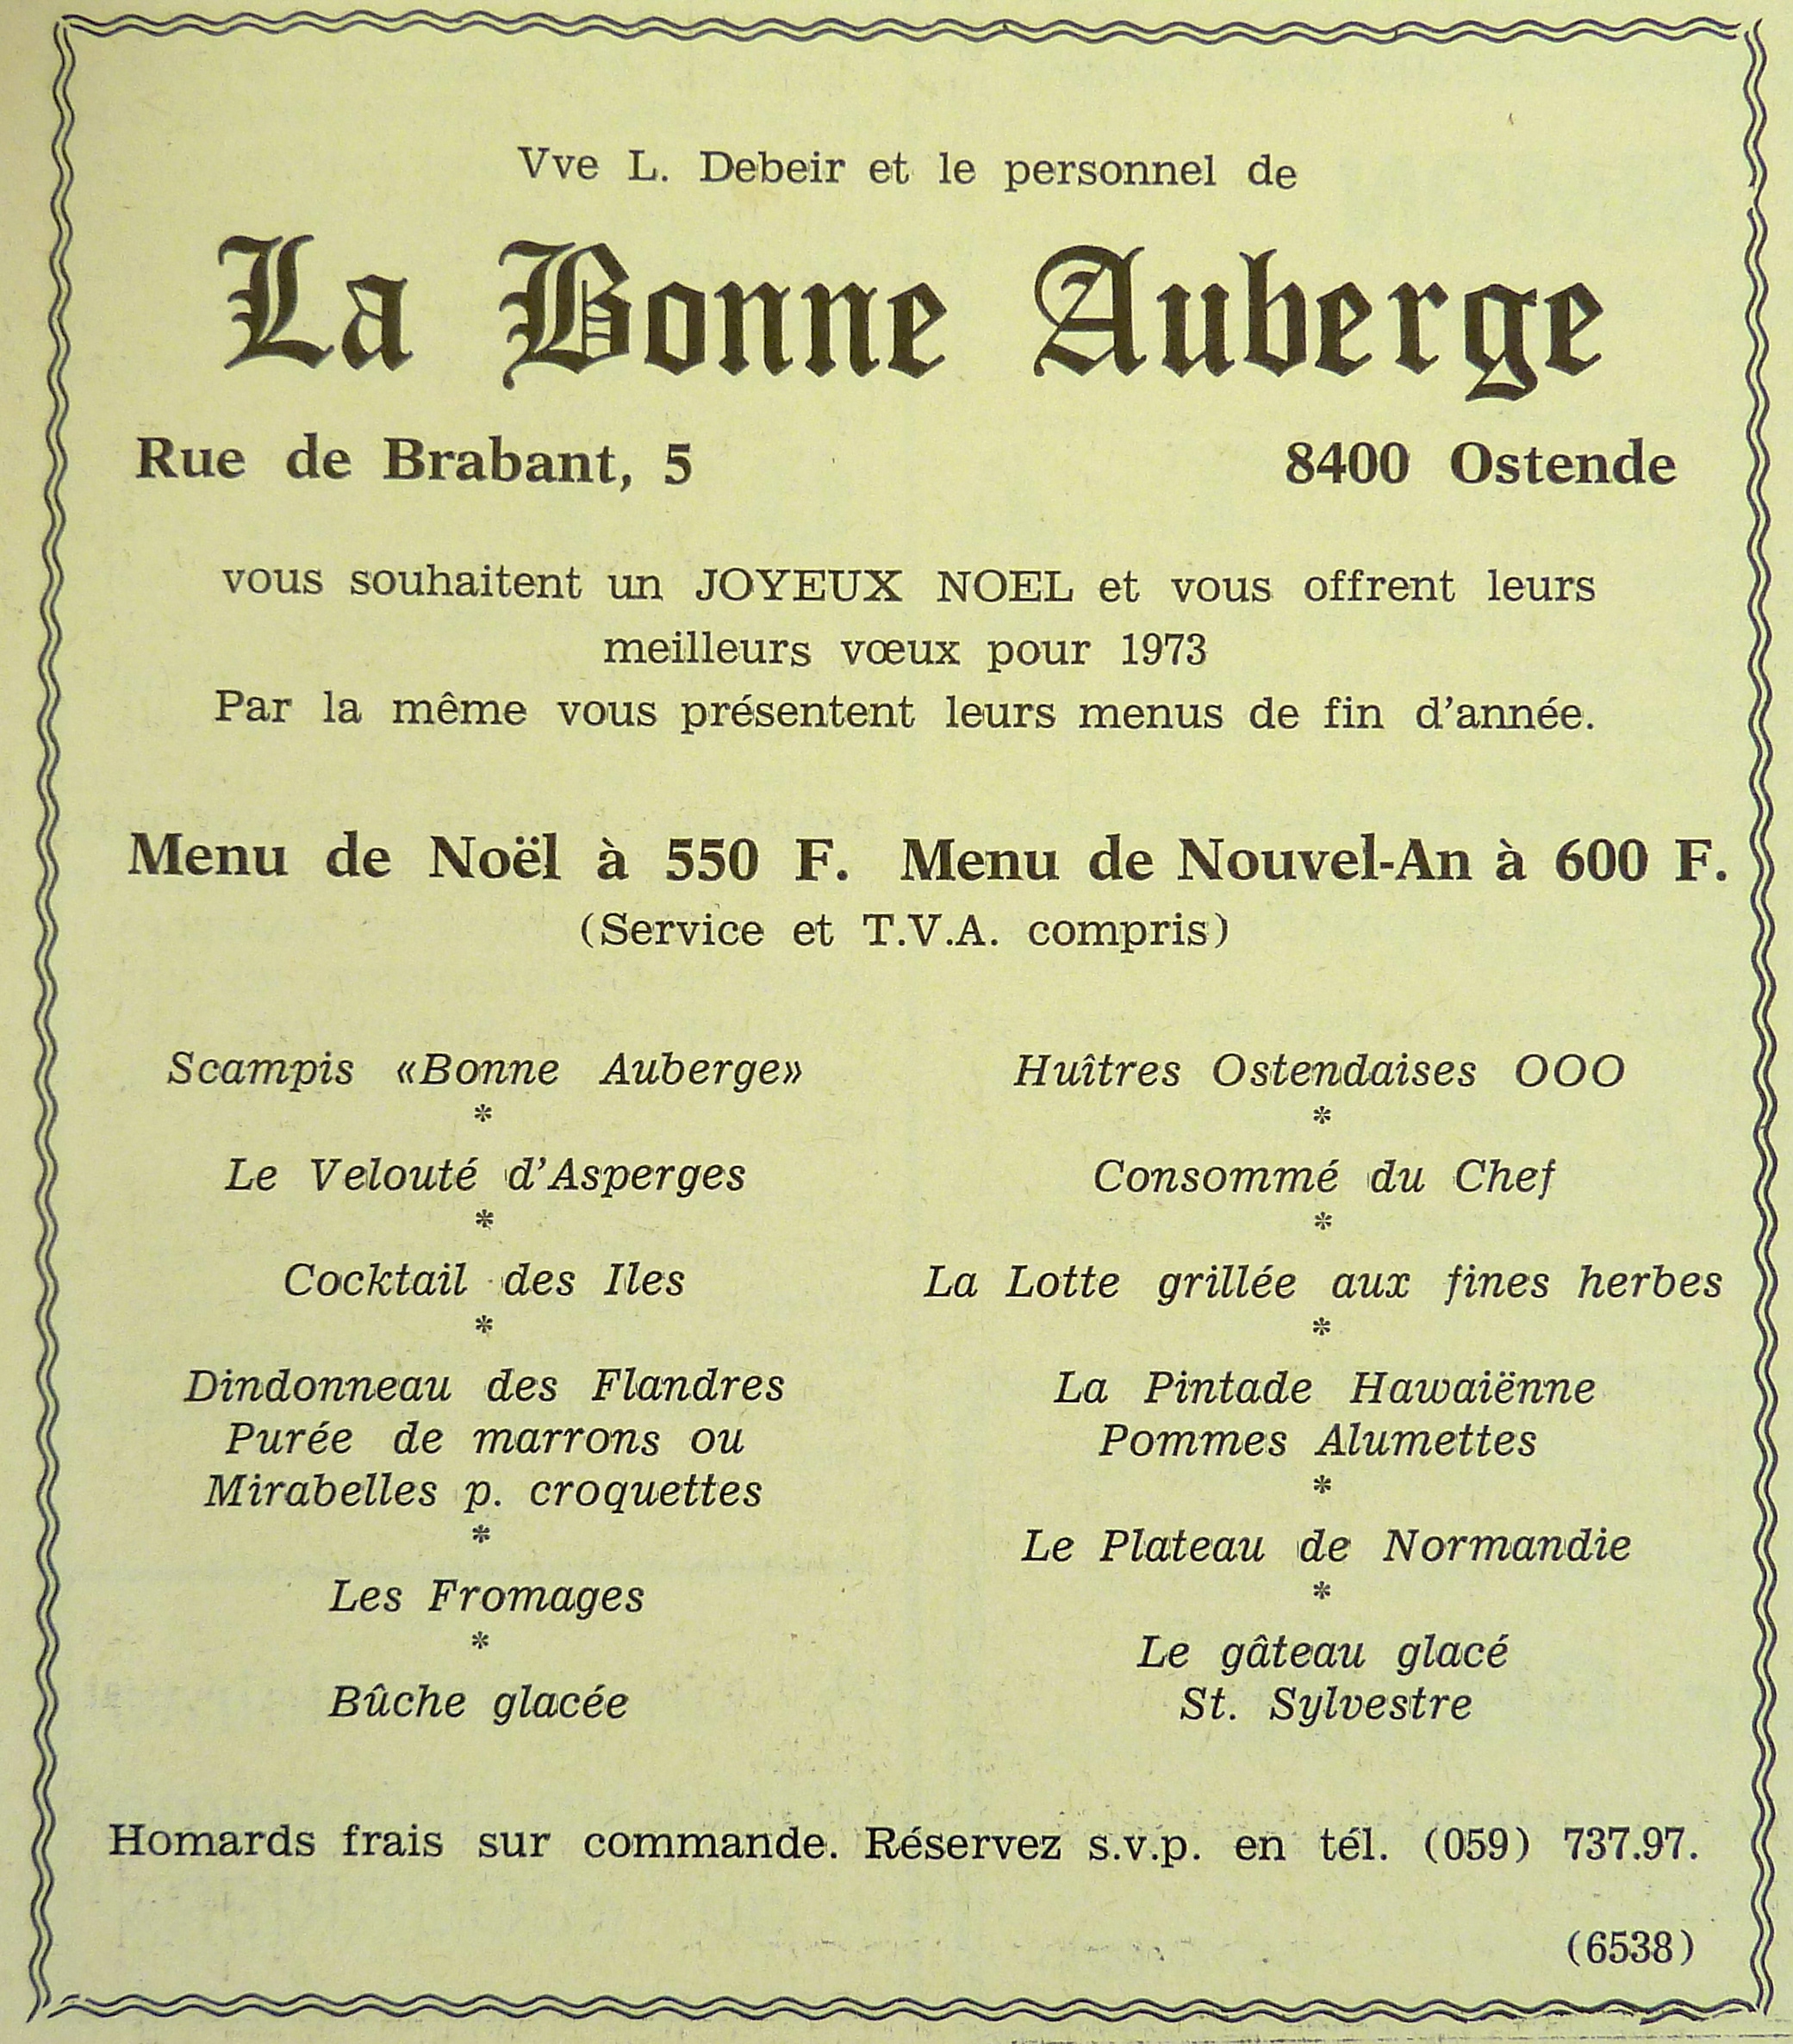 Vve L. Debeir et le personnel de
La Bonne Auberge
Rue de Brabant, 5
8400 Ostende
vous souhaitent un JOYEUX NOEL et vous offrent leurs
meilleurs vœux pour 1973
Par la même vous présentent leurs menus de fin d'année.
Menu de Noël à 550 F. Menu de Nouvel-An à 600 F.
(Service et T.V.A. compris)
Scampis «Bonne Auberge»
*
Le Velouté d'Asperges
*
Cocktail des Iles
*
Dindonneau des Flandres
Purée de marrons ou
Mirabelles p. croquettes
*
Les Fromages
*
Bûche glacée
Huîtres Ostendaises OOO
*
Consommé du Chef
*
La Lotte grillée aux fines herbes
*
La Pintade Hawaiënne
Pommes Alumettes
*
Le Plateau de Normandie
*
Le gâteau glacé
St. Sylvestre
Homards frais sur commande. Réservez s.v.p. en tél. (059) 737.97.
(6538)